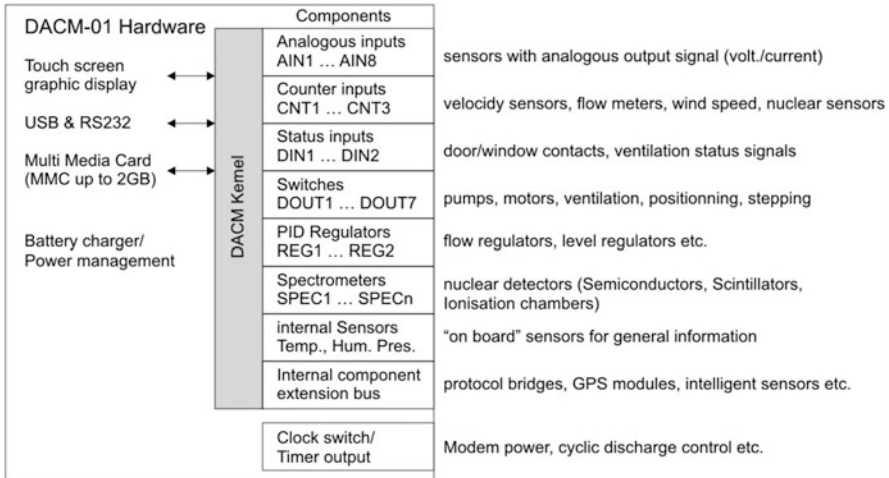 DACM-01 Hardware
Components
Touch screen
graphic display
USB & RS232
Multi Media Card
(MMC up to 2GB)
Battery charger/
Power management
DACM Kernel
Analogous inputs
AIN1 … AIN8
sensors with analogous output signal (volt./current)
Counter inputs
CNT1 … CNT3
velocidy sensors, flow meters, wind speed, nuclear sensors
Status inputs
DIN1 … DIN2
door/window contacts, ventilation status signals
Switches
DOUT1 … DOUT7
pumps, motors, ventilation, positionning, stepping
PID Regulators
REG1 … REG2
flow regulators, level regulators etc.
Spectrometers
SPEC1 … SPECn
nuclear detectors (Semiconductors, Scintillators,
Ionisation chambers)
internal Sensors
Temp., Hum. Pres.
“on board” sensors for general information
Internal component
extension bus
protocol bridges, GPS modules, intelligent sensors etc.
Clock switch/
Timer output
Modem power, cyclic discharge control etc.